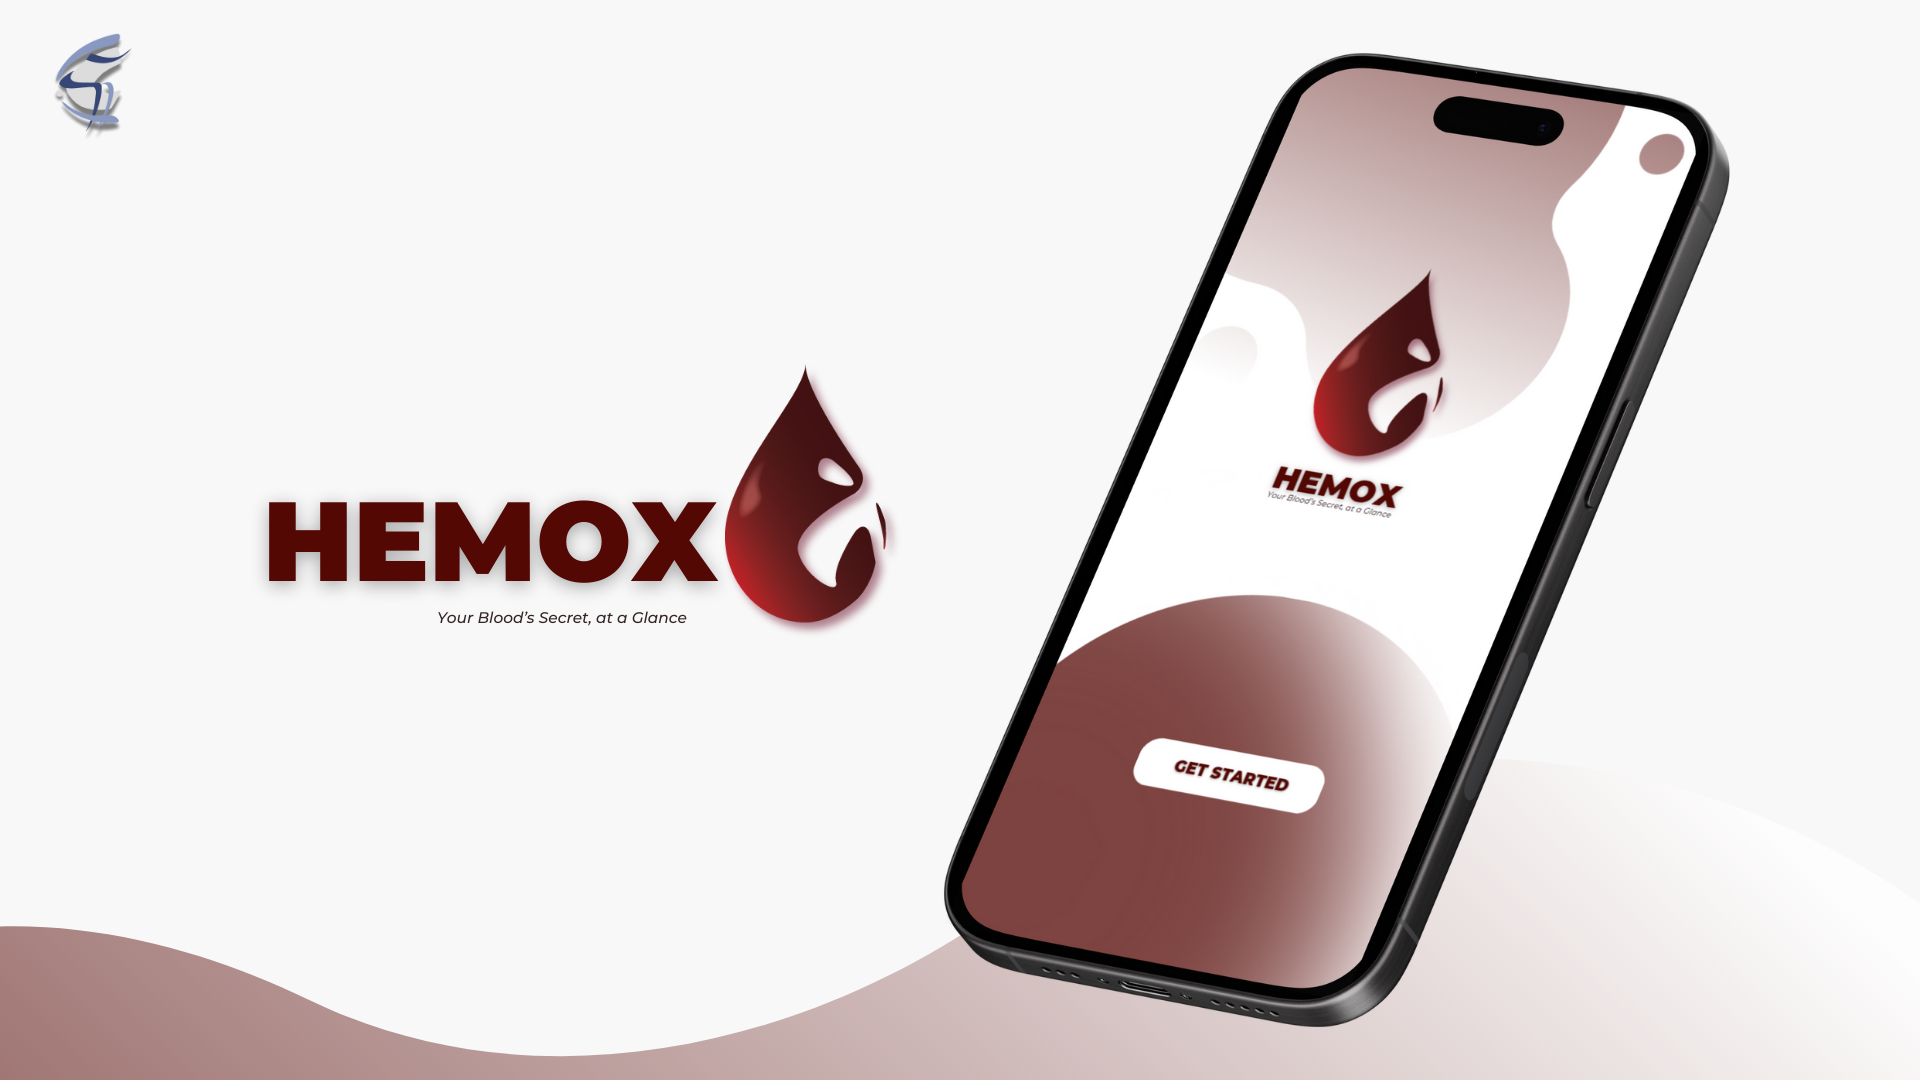 HEMOX
Your Blood’s Secret, at a Glance
HEMOX
Your Blood's Secret, at a Glance
GET STARTED